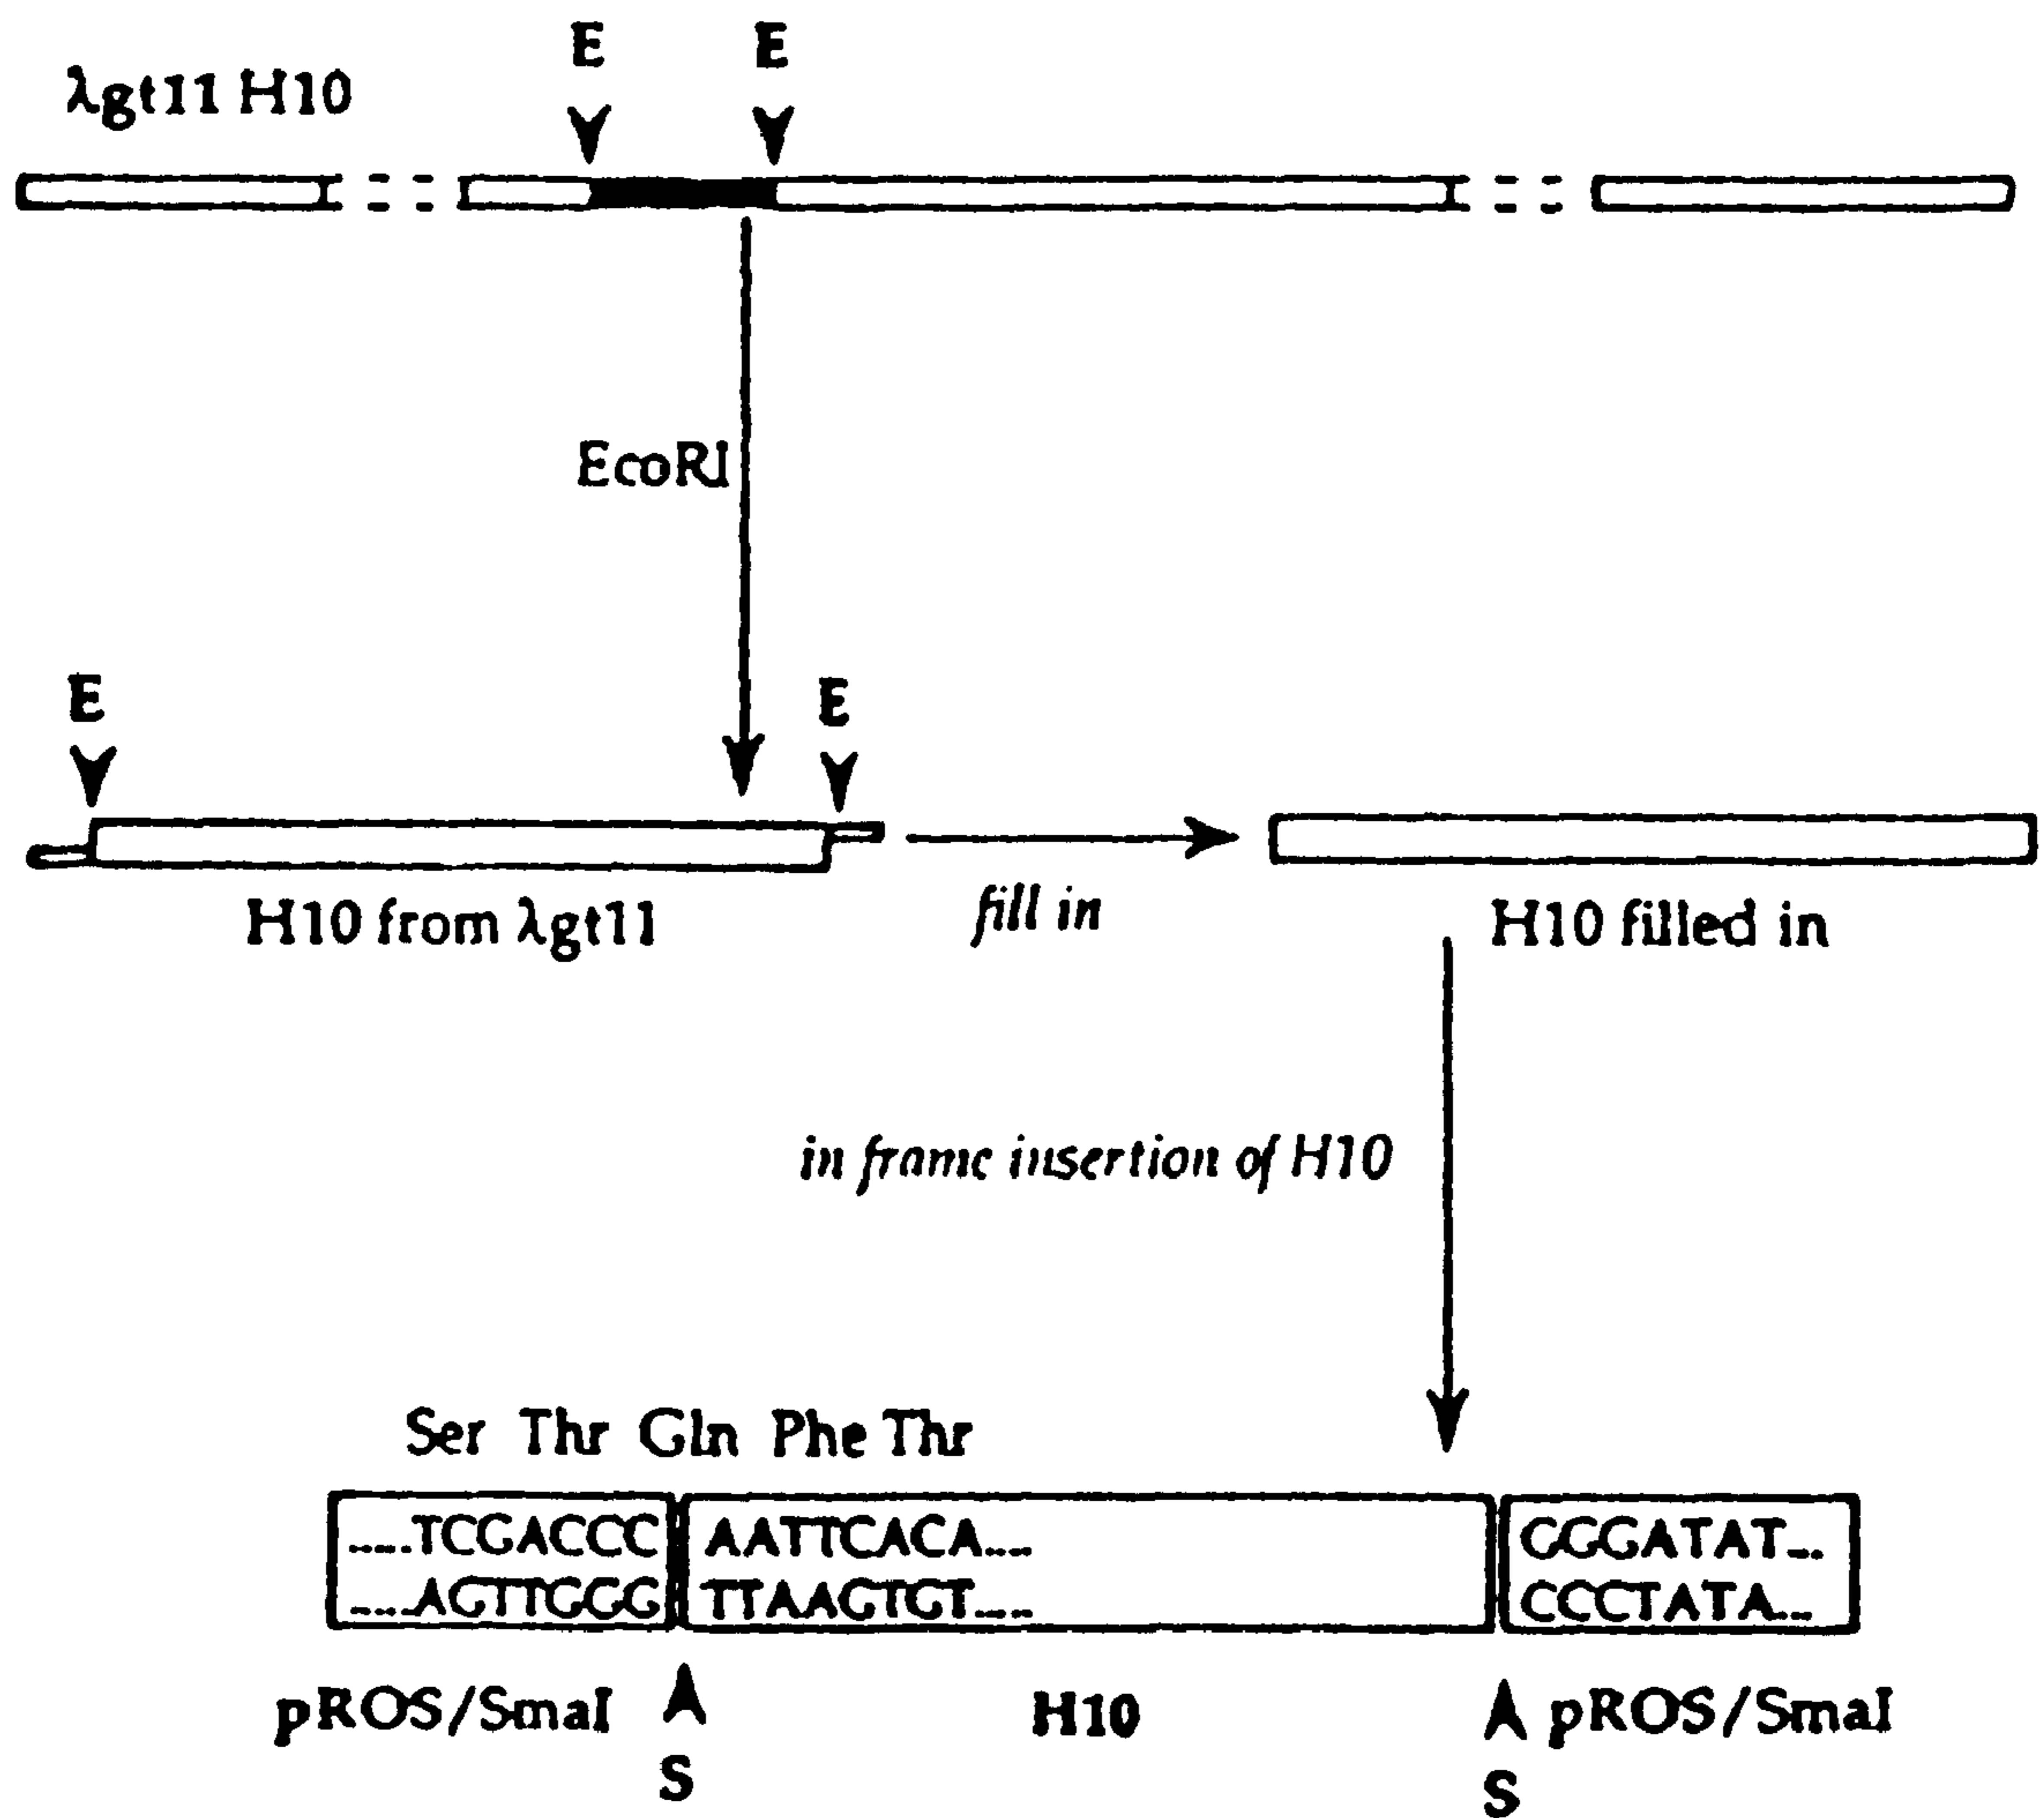 E E
λgt11 H10
EcoRI
E E
H10 from λgt11
fill in
H10 filled in
in frame insertion of H10
Ser Thr Gln Phe Thr
.....TCGACCC AATTCACA..... GGGATAT...
.....AGTTGGG TTAAGTGT..... CCCTATA...
pROS/SmaI H10 pROS/SmaI
S S